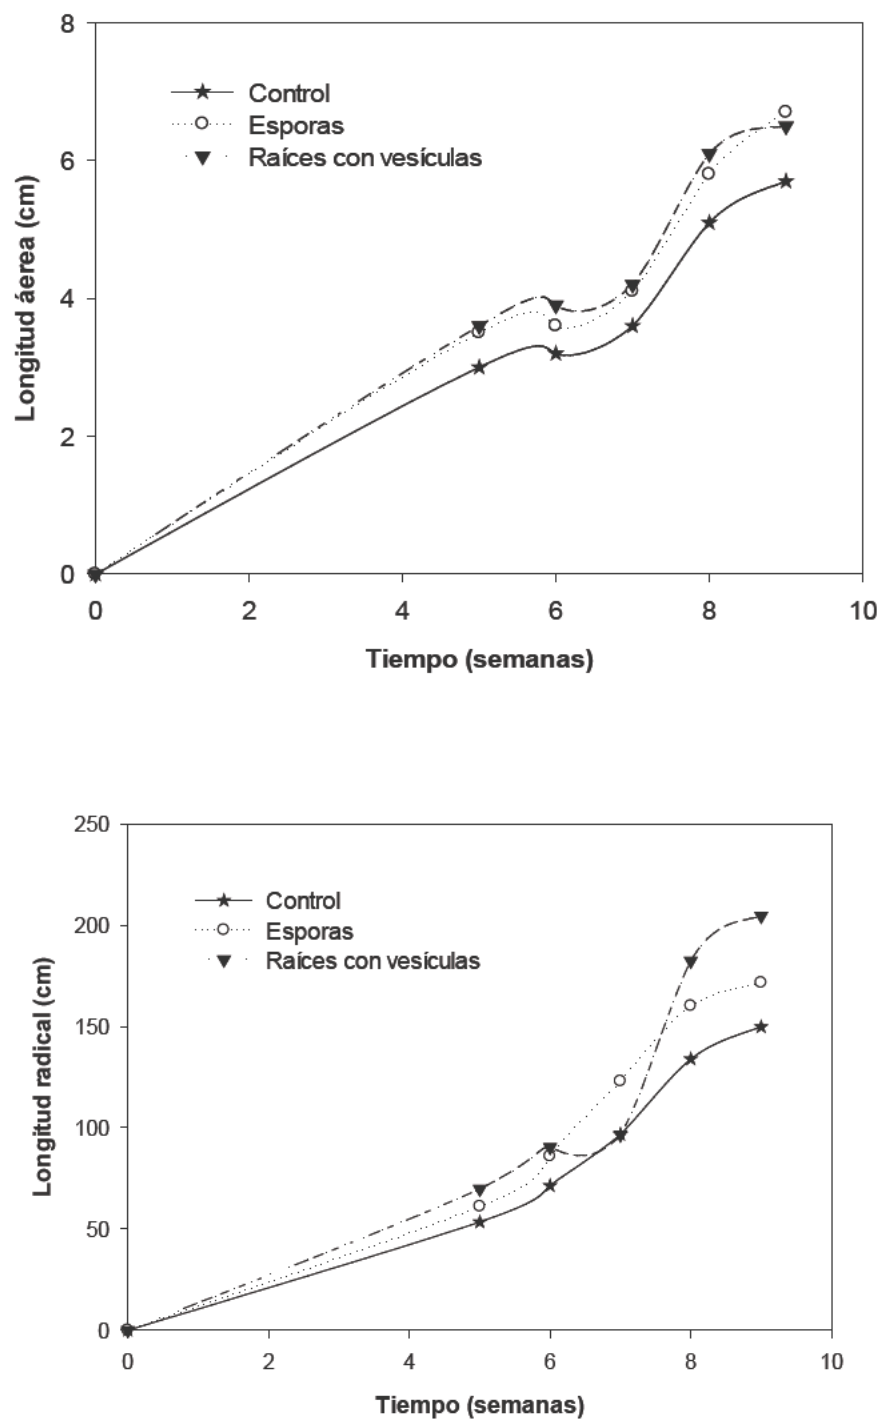 8
6
4
2
0
Longitud áerea (cm)
Control
Esporas
Raíces con vesículas
0 2 4 6 8 10
Tiempo (semanas)
250
200
150
100
50
0
Longitud radical (cm)
Control
Esporas
Raíces con vesículas
0 2 4 6 8 10
Tiempo (semanas)